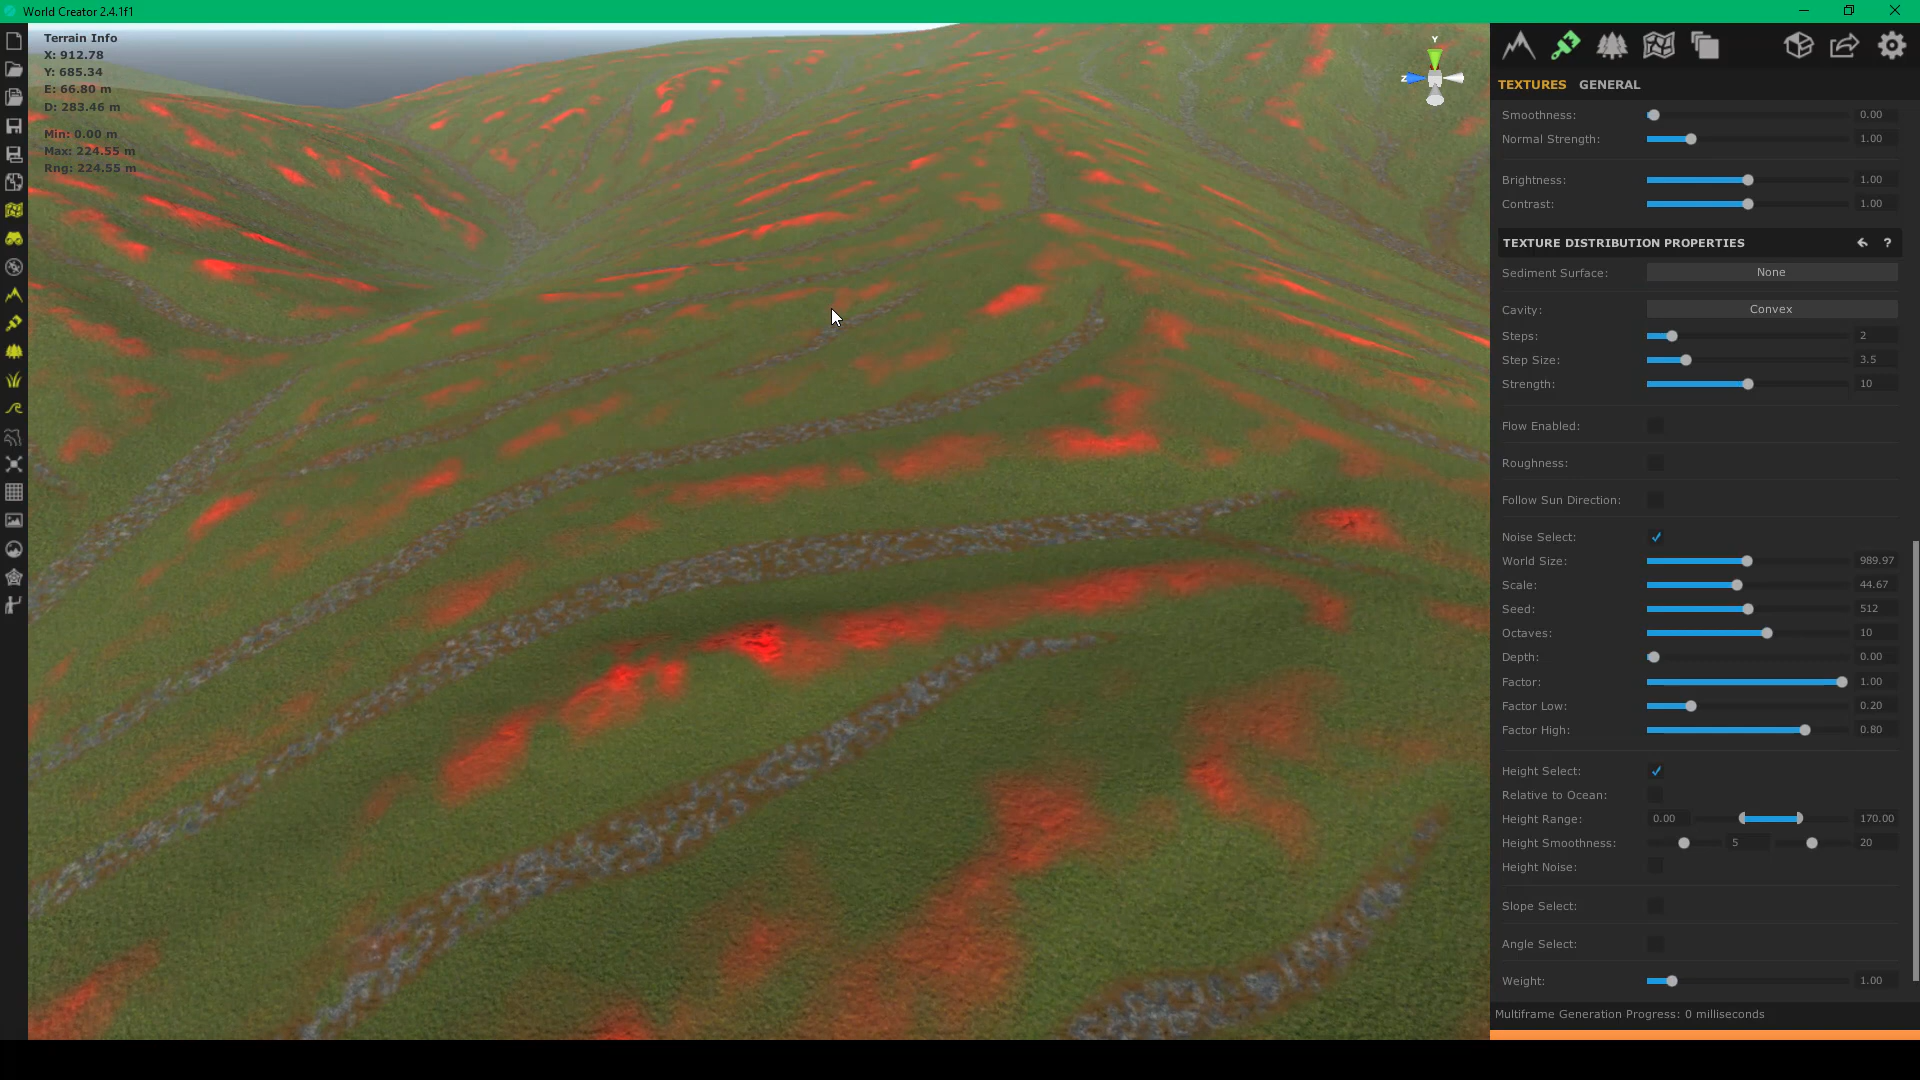 World Creator 2.4.1f1
Terrain Info
X: 912.78
Y: 685.34
E: 66.80 m
D: 283.46 m
Min: 0.00 m
Max: 224.55 m
Rng: 224.55 m
Y
Z
TEXTURES GENERAL
Smoothness: 0.00
Normal Strength: 1.00
Brightness: 1.00
Contrast: 1.00
TEXTURE DISTRIBUTION PROPERTIES ?
Sediment Surface: None
Cavity: Convex
Steps: 2
Step Size: 3.5
Strength: 10
Flow Enabled:
Roughness:
Follow Sun Direction:
Noise Select:
World Size: 989.97
Scale: 44.67
Seed: 512
Octaves: 10
Depth: 0.00
Factor: 1.00
Factor Low: 0.20
Factor High: 0.80
Height Select:
Relative to Ocean:
Height Range: 0.00 170.00
Height Smoothness: 5 20
Height Noise:
Slope Select:
Angle Select:
Weight: 1.00
Multiframe Generation Progress: 0 milliseconds